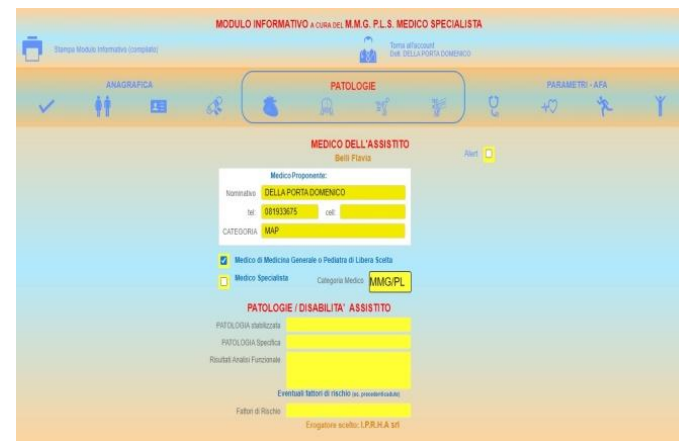 MODULO INFORMATIVO A CURA DEL M.M.G. P.L.S. MEDICO SPECIALISTA
Stampa Modulo Informativo (completo)
Torna all'account
Dott. DELLA PORTA DOMENICO
ANAGRAFICA
PATOLOGIE
PARAMETRI - AFA
MEDICO DELL'ASSISTITO
Belli Flavia
Alert
Medico Proponente:
Nominativo DELLA PORTA DOMENICO
tel: 081933675 cell:
CATEGORIA MAP
Medico di Medicina Generale o Pediatra di Libera Scelta
Medico Specialista Categoria Medico MMG/PL
PATOLOGIE / DISABILITA' ASSISTITO
PATOLOGIA stabilizzata
PATOLOGIA Specifica
Risultati Analisi Funzionale
Eventuali fattori di rischio (es. precedenti cadute)
Fattori di Rischio
Erogatore scelto: I.P.R.H.A srl